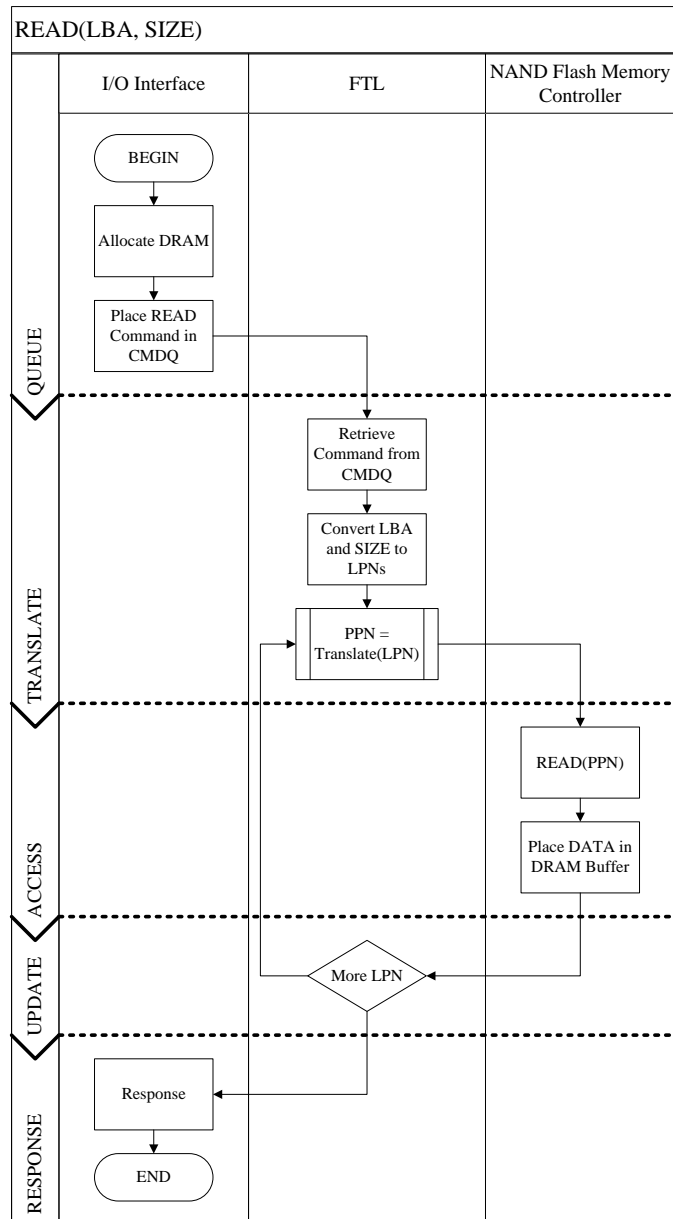 READ(LBA, SIZE)
I/O Interface
FTL
NAND Flash Memory
Controller
BEGIN
Allocate DRAM
Place READ
Command in
CMDQ
QUEUE
Retrieve
Command from
CMDQ
Convert LBA
and SIZE to
LPNs
PPN =
Translate(LPN)
TRANSLATE
READ(PPN)
Place DATA in
DRAM Buffer
ACCESS
More LPN
UPDATE
Response
END
RESPONSE